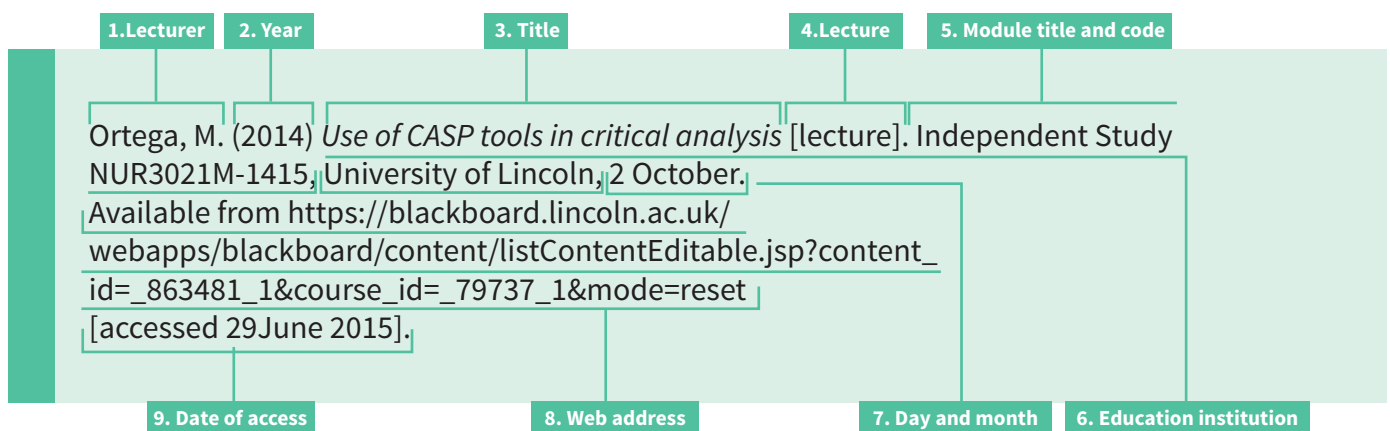 1.Lecturer 2. Year 3. Title 4.Lecture 5. Module title and code
Ortega, M. (2014) Use of CASP tools in critical analysis [lecture]. Independent Study
NUR3021M-1415, University of Lincoln, 2 October.
Available from https://blackboard.lincoln.ac.uk/
webapps/blackboard/content/listContentEditable.jsp?content_
id=_863481_1&course_id=_79737_1&mode=reset
[accessed 29June 2015].
9. Date of access 8. Web address 7. Day and month 6. Education institution